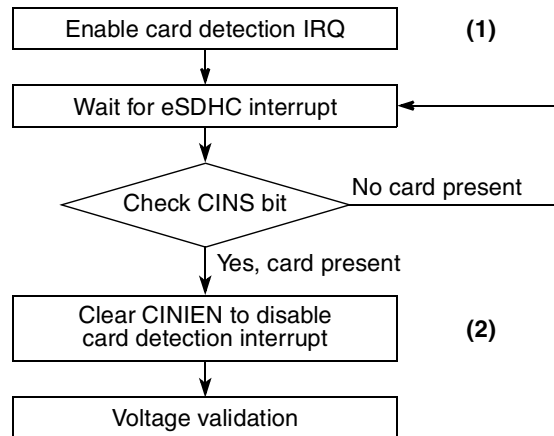 Enable card detection IRQ
(1)
Wait for eSDHC interrupt
Check CINS bit
No card present
Yes, card present
Clear CINIEN to disable
card detection interrupt
(2)
Voltage validation